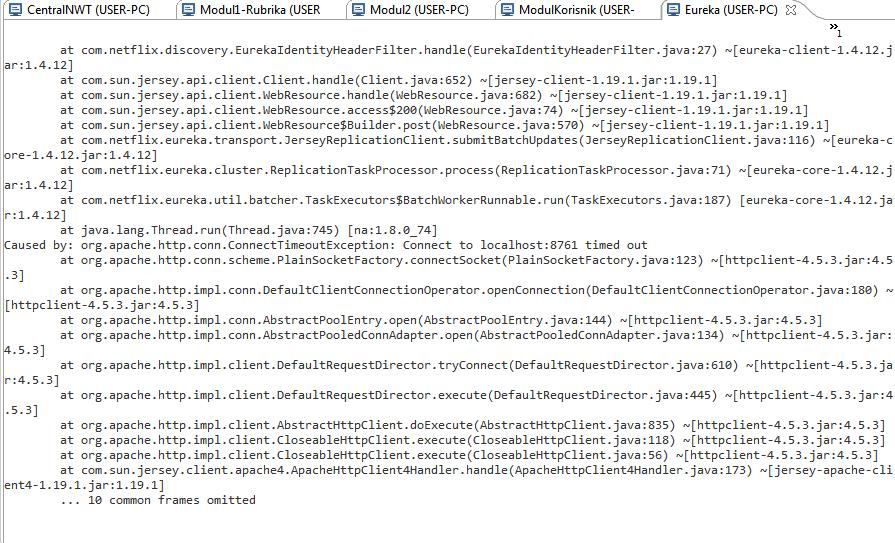 CentralNWT (USER-PC) Modul1-Rubrika (USER Modul2 (USER-PC) ModulKorisnik (USER- Eureka (USER-PC)
»1
at com.netflix.discovery.EurekaIdentityHeaderFilter.handle(EurekaIdentityHeaderFilter.java:27) ~[eureka-client-1.4.12.j
ar:1.4.12]
at com.sun.jersey.api.client.Client.handle(Client.java:652) ~[jersey-client-1.19.1.jar:1.19.1]
at com.sun.jersey.api.client.WebResource.handle(WebResource.java:682) ~[jersey-client-1.19.1.jar:1.19.1]
at com.sun.jersey.api.client.WebResource.access$200(WebResource.java:74) ~[jersey-client-1.19.1.jar:1.19.1]
at com.sun.jersey.api.client.WebResource$Builder.post(WebResource.java:570) ~[jersey-client-1.19.1.jar:1.19.1]
at com.netflix.eureka.transport.JerseyReplicationClient.submitBatchUpdates(JerseyReplicationClient.java:116) ~[eureka-c
ore-1.4.12.jar:1.4.12]
at com.netflix.eureka.cluster.ReplicationTaskProcessor.process(ReplicationTaskProcessor.java:71) ~[eureka-core-1.4.12.j
ar:1.4.12]
at com.netflix.eureka.util.batcher.TaskExecutors$BatchWorkerRunnable.run(TaskExecutors.java:187) [eureka-core-1.4.12.ja
r:1.4.12]
at java.lang.Thread.run(Thread.java:745) [na:1.8.0_74]
Caused by: org.apache.http.conn.ConnectTimeoutException: Connect to localhost:8761 timed out
at org.apache.http.conn.scheme.PlainSocketFactory.connectSocket(PlainSocketFactory.java:123) ~[httpclient-4.5.3.jar:4.5
.3]
at org.apache.http.impl.conn.DefaultClientConnectionOperator.openConnection(DefaultClientConnectionOperator.java:180) ~
[httpclient-4.5.3.jar:4.5.3]
at org.apache.http.impl.conn.AbstractPoolEntry.open(AbstractPoolEntry.java:144) ~[httpclient-4.5.3.jar:4.5.3]
at org.apache.http.impl.conn.AbstractPooledConnAdapter.open(AbstractPooledConnAdapter.java:134) ~[httpclient-4.5.3.jar:
4.5.3]
at org.apache.http.impl.client.DefaultRequestDirector.tryConnect(DefaultRequestDirector.java:610) ~[httpclient-4.5.3.ja
r:4.5.3]
at org.apache.http.impl.client.DefaultRequestDirector.execute(DefaultRequestDirector.java:445) ~[httpclient-4.5.3.jar:4
.5.3]
at org.apache.http.impl.client.AbstractHttpClient.doExecute(AbstractHttpClient.java:835) ~[httpclient-4.5.3.jar:4.5.3]
at org.apache.http.impl.client.CloseableHttpClient.execute(CloseableHttpClient.java:118) ~[httpclient-4.5.3.jar:4.5.3]
at org.apache.http.impl.client.CloseableHttpClient.execute(CloseableHttpClient.java:56) ~[httpclient-4.5.3.jar:4.5.3]
at com.sun.jersey.client.apache4.ApacheHttpClient4Handler.handle(ApacheHttpClient4Handler.java:173) ~[jersey-apache-cli
ent4-1.19.1.jar:1.19.1]
... 10 common frames omitted